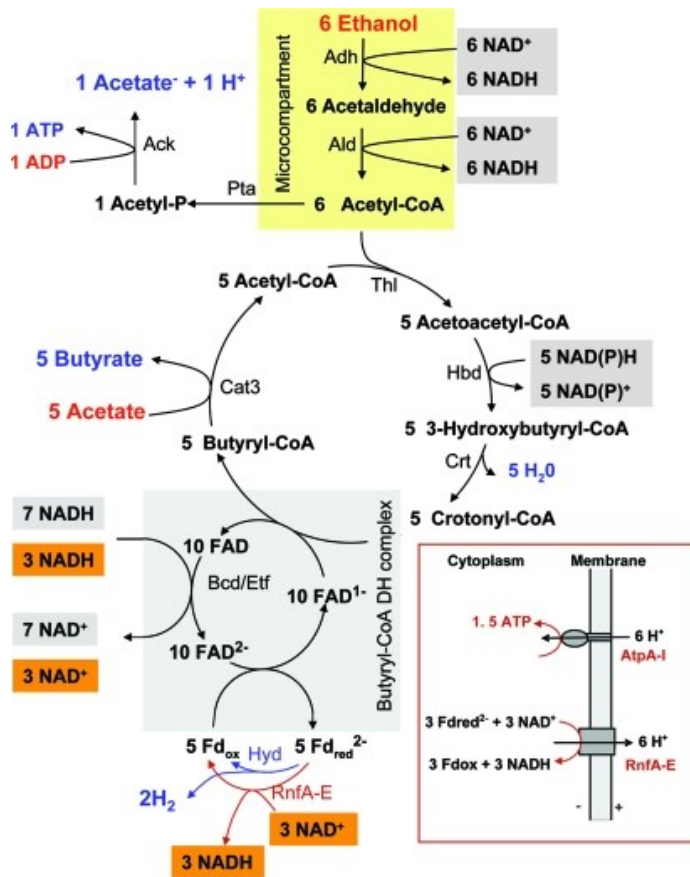 6 Ethanol
Microcompartment
Adh
6 NAD⁺
6 NADH
6 Acetaldehyde
Ald
6 NAD⁺
6 NADH
6 Acetyl-CoA
1 Acetate⁻ + 1 H⁺
1 ATP
1 ADP
Ack
1 Acetyl-P
Pta
5 Acetyl-CoA
Thl
5 Acetoacetyl-CoA
Hbd
5 NAD(P)H
5 NAD(P)⁺
5 3-Hydroxybutyryl-CoA
Crt
5 H₂0
5 Crotonyl-CoA
5 Butyrate
5 Acetate
Cat3
5 Butyryl-CoA
7 NADH
3 NADH
7 NAD⁺
3 NAD⁺
10 FAD
Bcd/Etf
10 FAD¹⁻
10 FAD²⁻
Butyryl-CoA DH complex
5 Fdₒₓ
Hyd
5 Fd_red²⁻
2H₂
RnfA-E
3 NAD⁺
3 NADH
Cytoplasm
Membrane
1. 5 ATP
6 H⁺
AtpA-I
3 Fdred²⁻ + 3 NAD⁺
6 H⁺
3 Fdox + 3 NADH
RnfA-E
- +